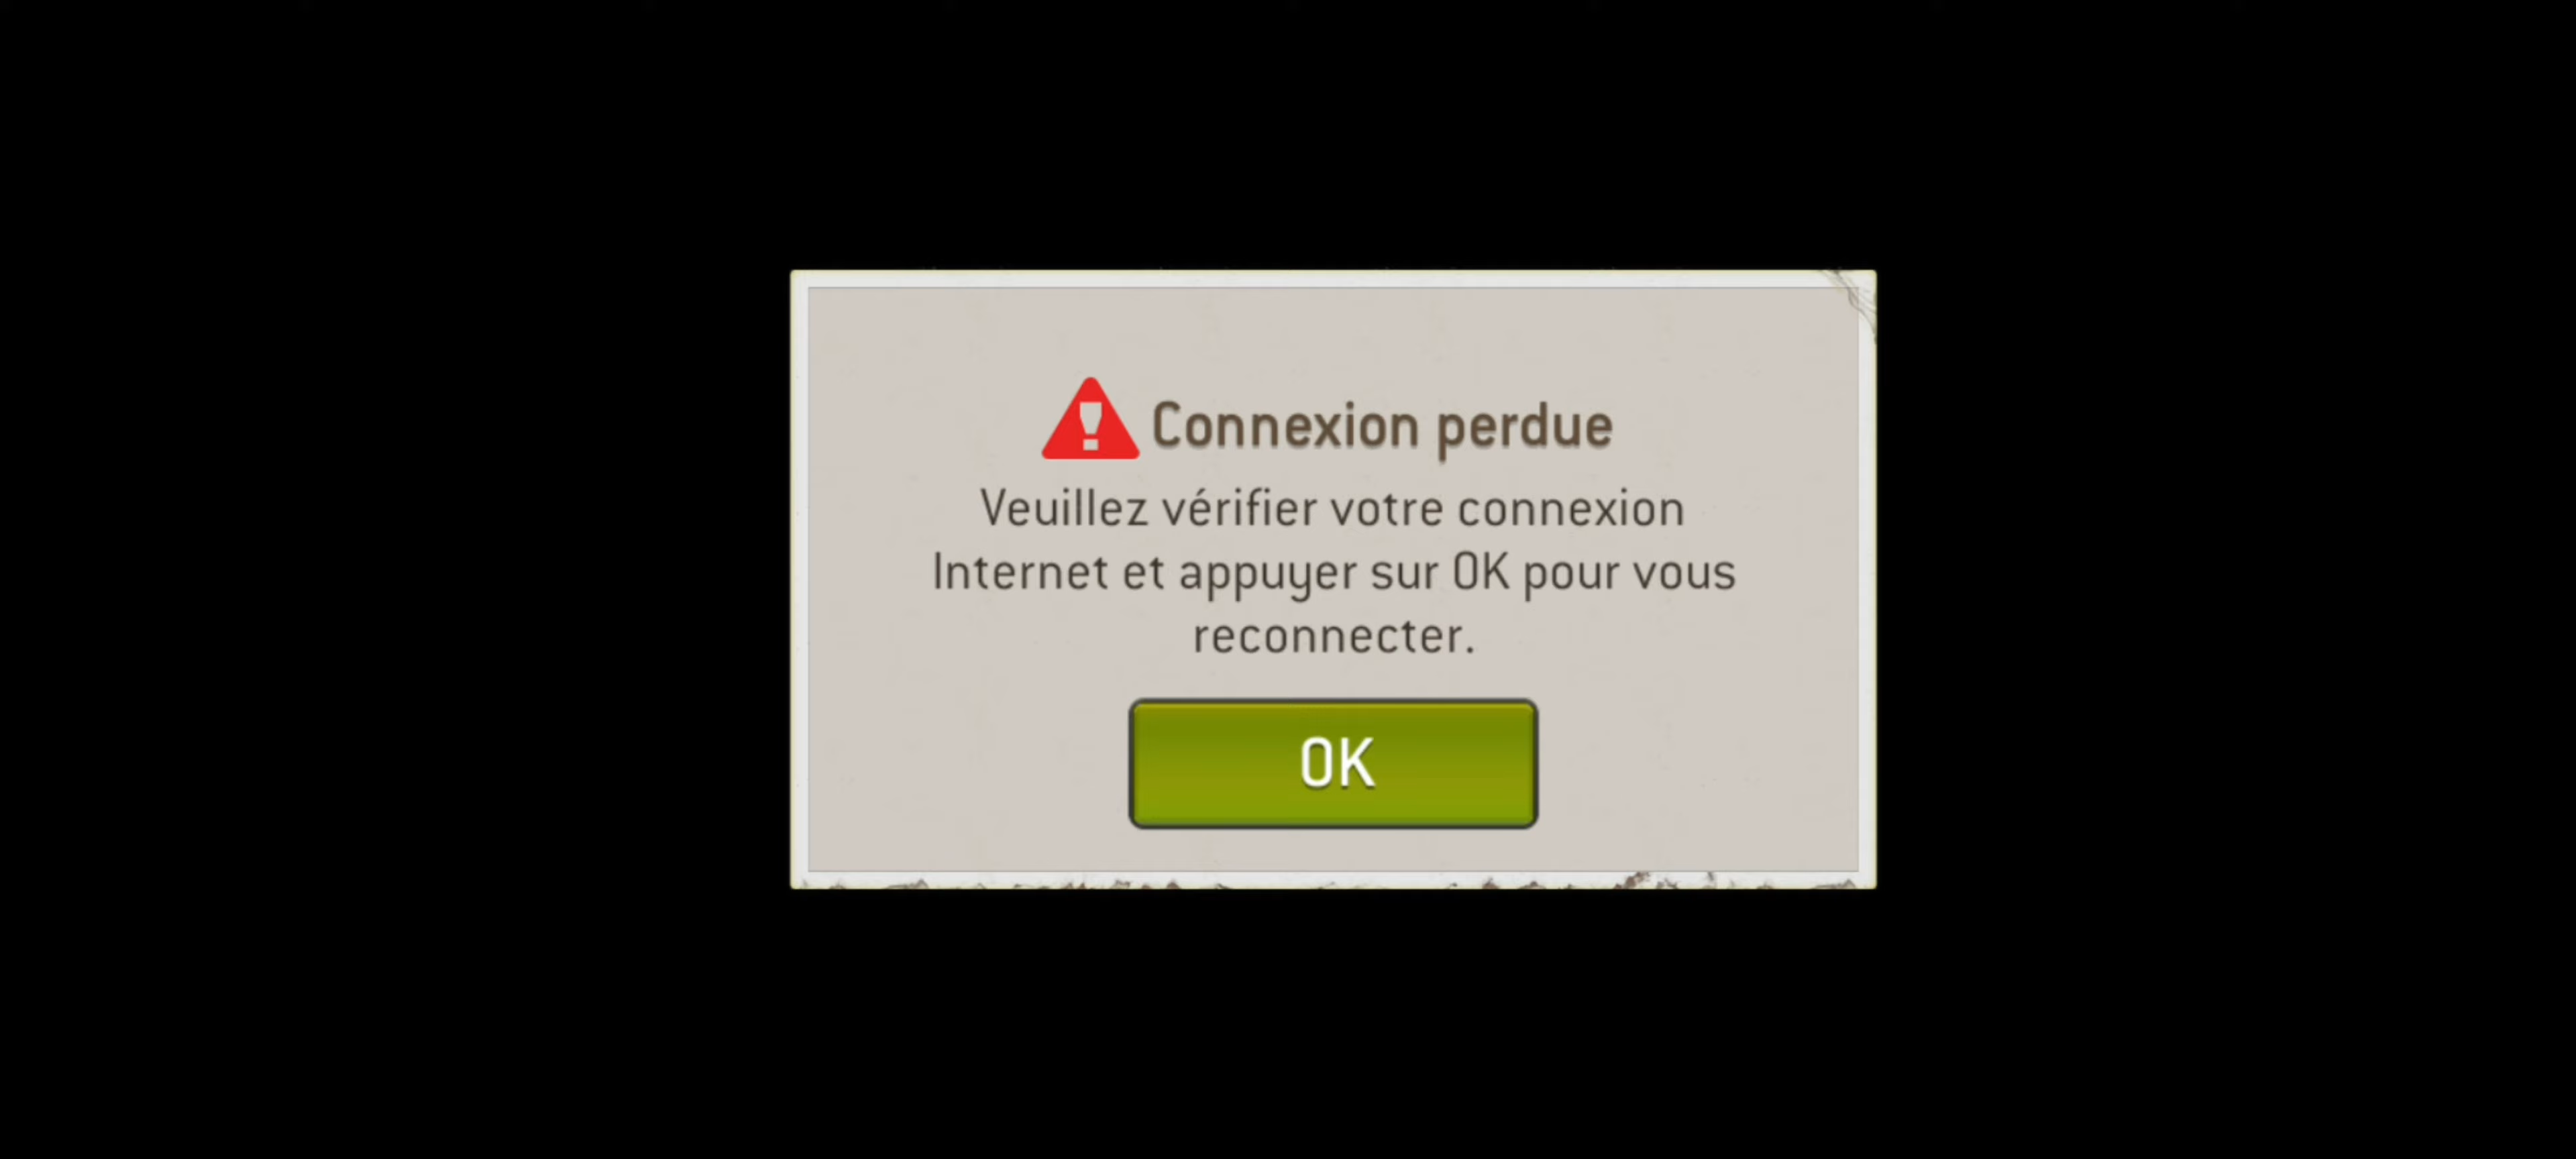 Connexion perdue
Veuillez vérifier votre connexion
Internet et appuyer sur OK pour vous
reconnecter.
OK